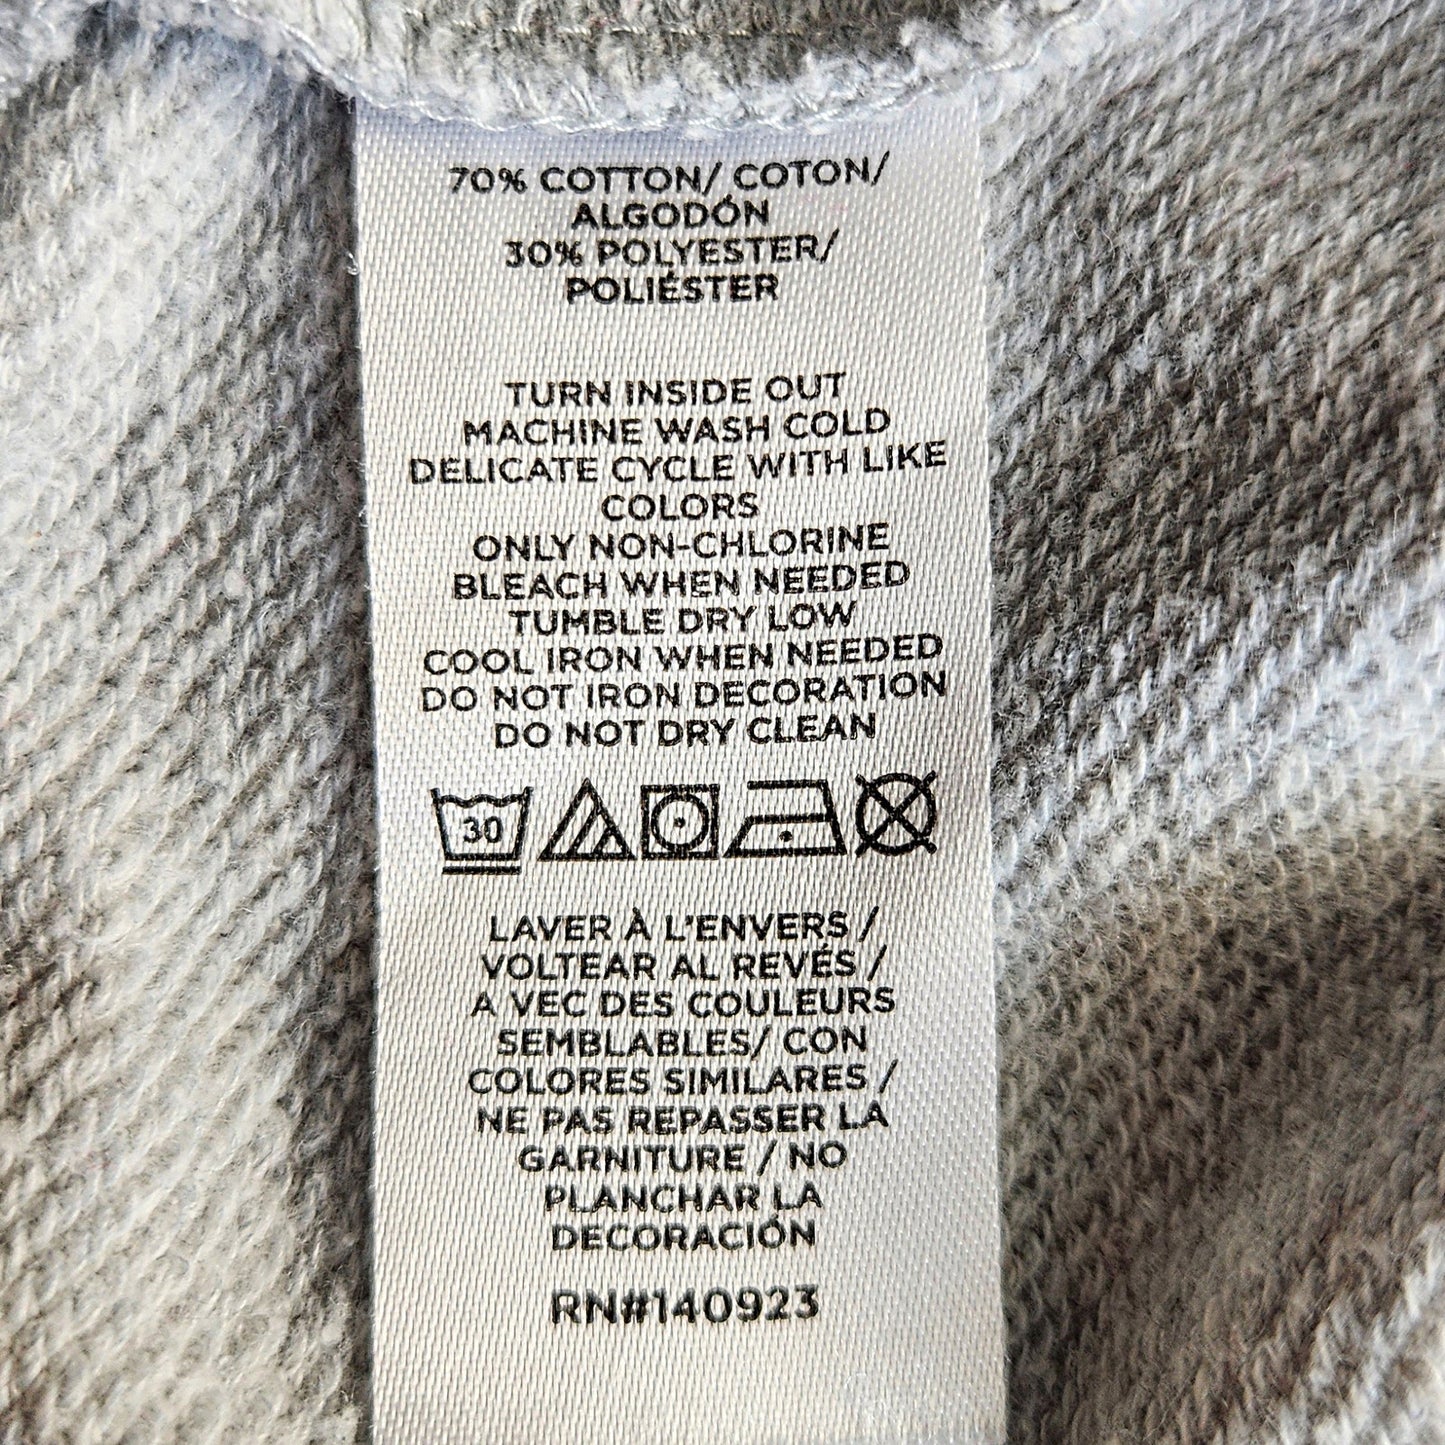 70% COTTON/ COTON/
ALGODÓN
30% POLYESTER/
POLIÉSTER
TURN INSIDE OUT
MACHINE WASH COLD
DELICATE CYCLE WITH LIKE
COLORS
ONLY NON-CHLORINE
BLEACH WHEN NEEDED
TUMBLE DRY LOW
COOL IRON WHEN NEEDED
DO NOT IRON DECORATION
DO NOT DRY CLEAN
30
LAVER À L'ENVERS /
VOLTEAR AL REVÉS /
A VEC DES COULEURS
SEMBLABLES/ CON
COLORES SIMILARES /
NE PAS REPASSER LA
GARNITURE / NO
PLANCHAR LA
DECORACIÓN
RN#140923